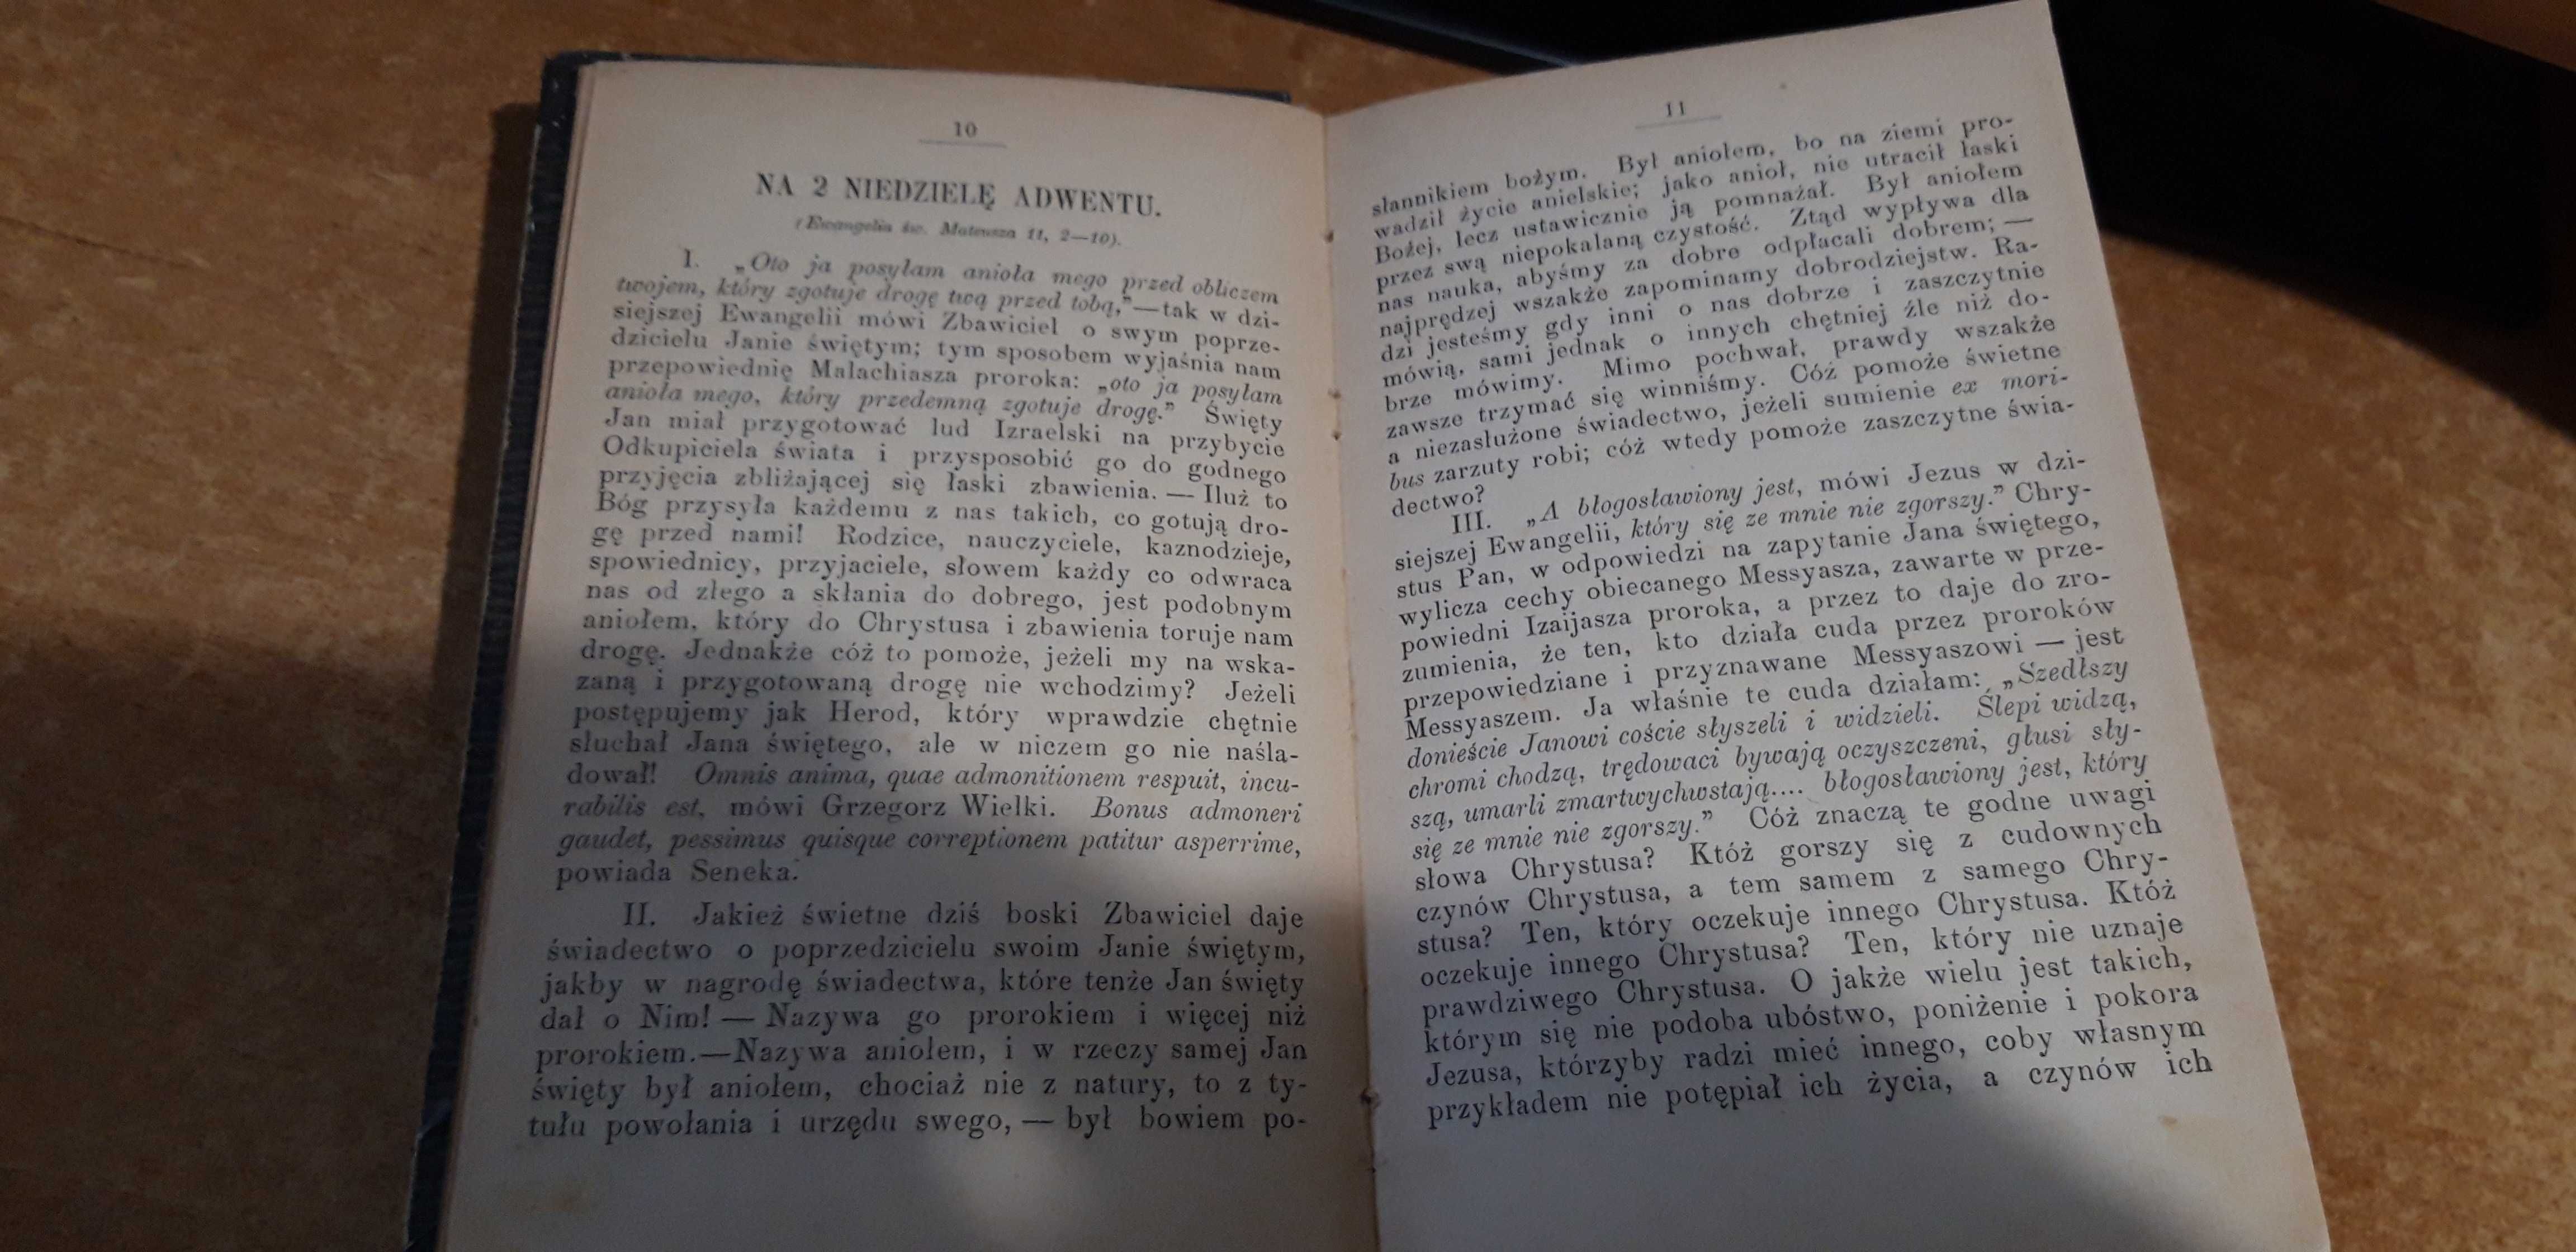 10
NA 2 NIEDZIELĘ ADWENTU.
(Ewangelia św. Mateusza 11, 2—10).
I. „Oto ja posyłam anioła mego przed obliczem
twojem, który zgotuje drogę twą przed tobą,”—tak w dzi-
siejszej Ewangelii mówi Zbawiciel o swym poprze-
dzicielu Janie świętym; tym sposobem wyjaśnia nam
przepowiednię Malachiasza proroka: „oto ja posyłam
anioła mego, który przedemną zgotuje drogę.” Święty
Jan miał przygotować lud Izraelski na przybycie
Odkupiciela świata i przysposobić go do godnego
przyjęcia zbliżającej się łaski zbawienia. — Iluż to
Bóg przysyła każdemu z nas takich, co gotują dro-
gę przed nami! Rodzice, nauczyciele, kaznodzieje,
spowiednicy, przyjaciele, słowem każdy co odwraca
nas od złego a skłania do dobrego, jest podobnym
aniołem, który do Chrystusa i zbawienia toruje nam
drogę. Jednakże cóż to pomoże, jeżeli my na wska-
zaną i przygotowaną drogę nie wchodzimy? Jeżeli
postępujemy jak Herod, który wprawdzie chętnie
słuchał Jana świętego, ale w niczem go nie naśla-
dował! Omnis anima, quae admonitionem respuit, incu-
rabilis est, mówi Grzegorz Wielki. Bonus admoneri
gaudet, pessimus quisque correptionem patitur asperrime,
powiada Seneka.
II. Jakież świetne dziś boski Zbawiciel daje
świadectwo o poprzedzicielu swoim Janie świętym,
jakby w nagrodę świadectwa, które tenże Jan święty
dał o Nim! — Nazywa go prorokiem i więcej niż
prorokiem.—Nazywa aniołem, i w rzeczy samej Jan
święty był aniołem, chociaż nie z natury, to z ty-
tułu powołania i urzędu swego, — był bowiem po-
11
słannikiem bożym. Był aniołem, bo na ziemi pro-
wadził życie anielskie; jako anioł, nie utracił łaski
Bożej, lecz ustawicznie ją pomnażał. Był aniołem
przez swą niepokalaną czystość. Ztąd wypływa dla
nas nauka, abyśmy za dobre odpłacali dobrem; —
najprędzej wszakże zapominamy dobrodziejstw. Ra-
dzi jesteśmy gdy inni o nas dobrze i zaszczytnie
mówią, sami jednak o innych chętniej źle niż do-
brze mówimy. Mimo pochwał, prawdy wszakże
zawsze trzymać się winniśmy. Cóż pomoże świetne
a niezasłużone świadectwo, jeżeli sumienie ex mori-
bus zarzuty robi; cóż wtedy pomoże zaszczytne świa-
dectwo?
III. „A błogosławiony jest, mówi Jezus w dzi-
siejszej Ewangelii, który się ze mnie nie zgorszy.” Chry-
stus Pan, w odpowiedzi na zapytanie Jana świętego,
wylicza cechy obiecanego Messyasza, zawarte w prze-
powiedni Izaijasza proroka, a przez to daje do zro-
zumienia, że ten, kto działa cuda przez proroków
przepowiedziane i przyznawane Messyaszowi — jest
Messyaszem. Ja właśnie te cuda działam: „Szedłszy
donieście Janowi coście słyszeli i widzieli. Ślepi widzą,
chromi chodzą, trędowaci bywają oczyszczeni, głusi sły-
szą, umarli zmartwychwstają.... błogosławiony jest, który
się ze mnie nie zgorszy.” Cóż znaczą te godne uwagi
słowa Chrystusa? Któż gorszy się z cudownych
czynów Chrystusa, a tem samem z samego Chry-
stusa? Ten, który oczekuje innego Chrystusa. Któż
oczekuje innego Chrystusa? Ten, który nie uznaje
prawdziwego Chrystusa. O jakże wielu jest takich,
którym się nie podoba ubóstwo, poniżenie i pokora
Jezusa, którzyby radzi mieć innego, coby własnym
przykładem nie potępiał ich życia, a czynów ich